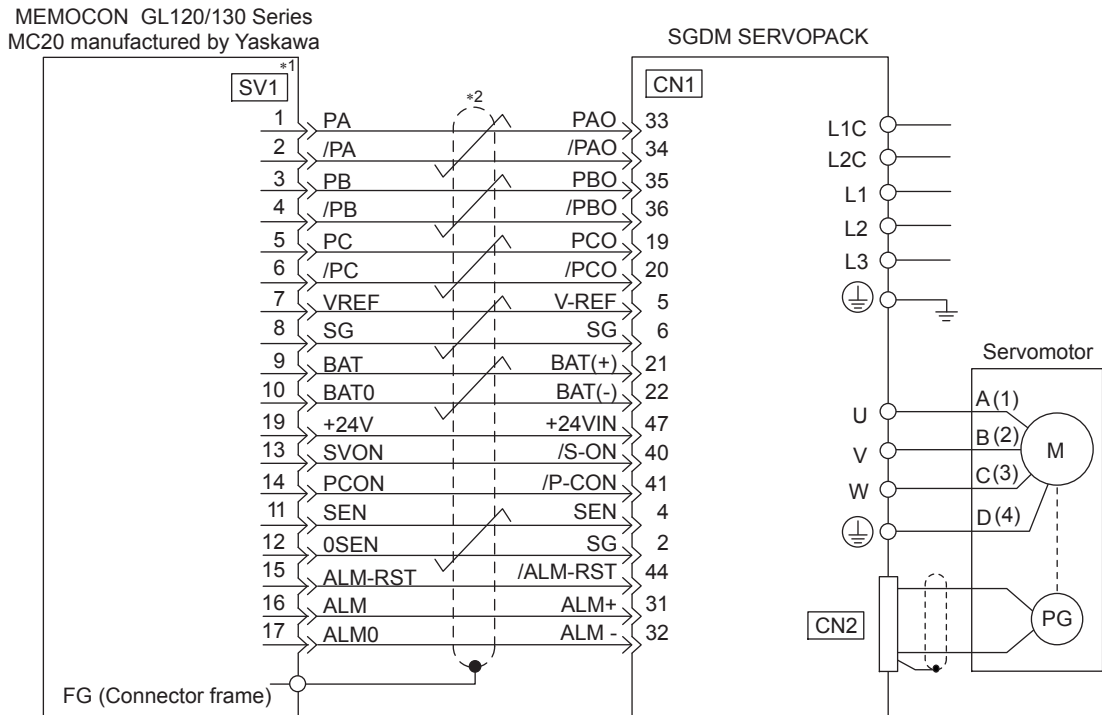 MEMOCON GL120/130 Series
MC20 manufactured by Yaskawa
SGDM SERVOPACK
*1
SV1
*2
CN1
1 PA PAO 33
2 /PA /PAO 34
3 PB PBO 35
4 /PB /PBO 36
5 PC PCO 19
6 /PC /PCO 20
7 VREF V-REF 5
8 SG SG 6
9 BAT BAT(+) 21
10 BAT0 BAT(-) 22
19 +24V +24VIN 47
13 SVON /S-ON 40
14 PCON /P-CON 41
11 SEN SEN 4
12 0SEN SG 2
15 ALM-RST /ALM-RST 44
16 ALM ALM+ 31
17 ALM0 ALM - 32
FG (Connector frame)
L1C
L2C
L1
L2
L3
Servomotor
U A (1)
V B (2)
W C (3)
D (4)
M
CN2
PG